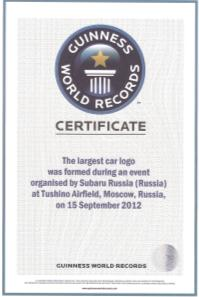 GUINNESS
WORLD RECORDS
™
CERTIFICATE
The largest car logo
was formed during an event
organised by Subaru Russia (Russia)
at Tushino Airfield, Moscow, Russia,
on 15 September 2012
GUINNESS WORLD RECORDS